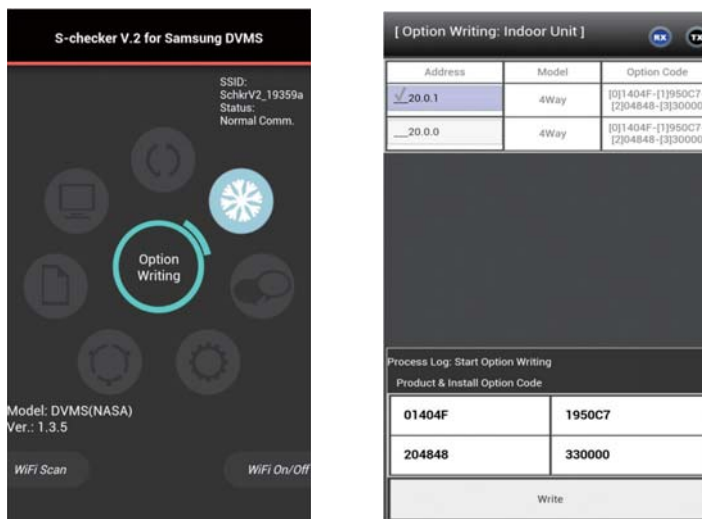 S-checker V.2 for Samsung DVMS
SSID:
SchkrV2_19359a
Status:
Normal Comm.
Option
Writing
Model: DVMS(NASA)
Ver.: 1.3.5
WiFi Scan
WiFi On/Off
[ Option Writing: Indoor Unit ]
RX
TX
Address Model Option Code
__20.0.1 4Way [0]1404F-[1]950C7
[2]04848-[3]30000
__20.0.0 4Way [0]1404F-[1]950C7
[2]04848-[3]30000
Process Log: Start Option Writing
Product & Install Option Code
01404F 1950C7
204848 330000
Write